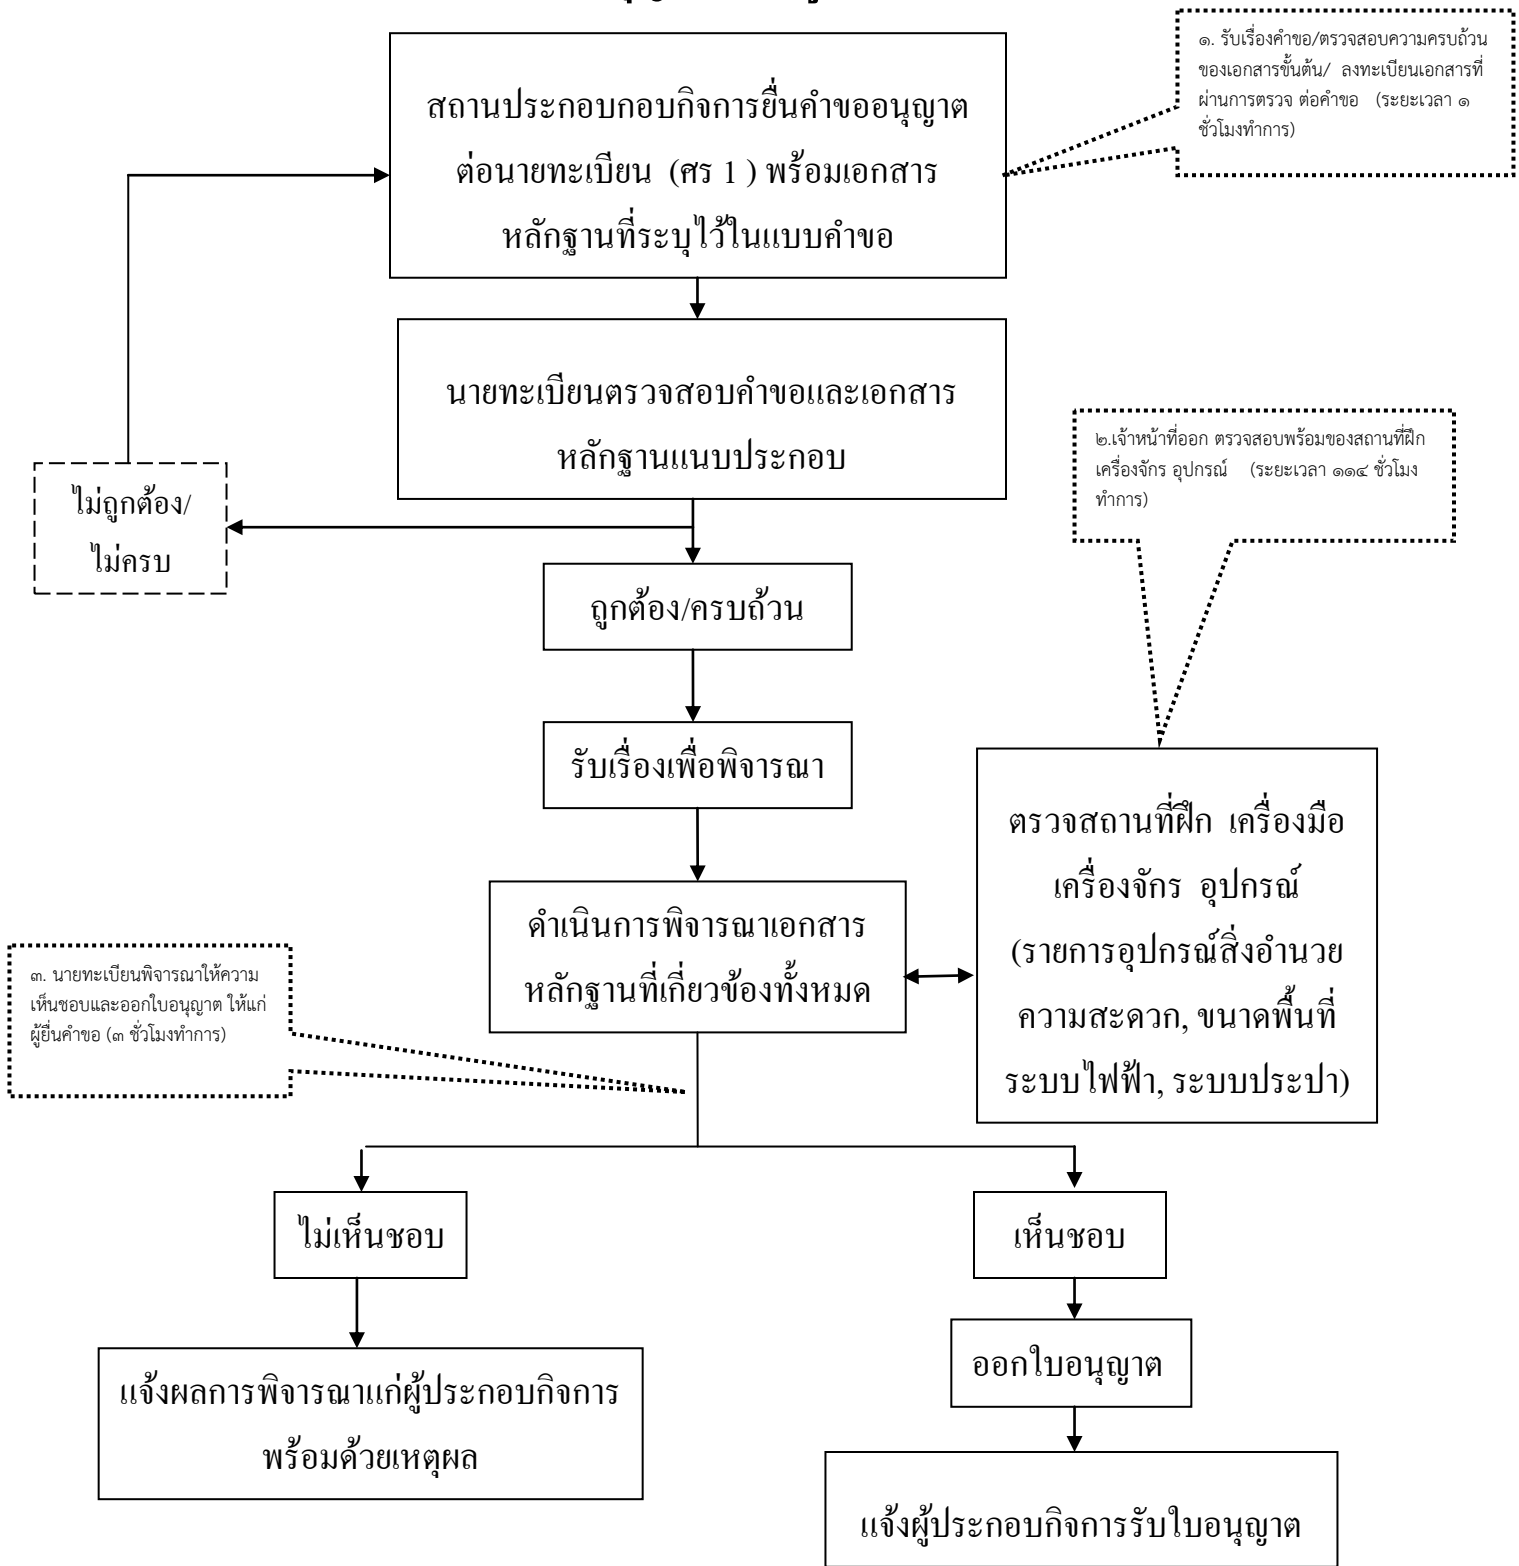 สถานประกอบกอบกิจการยื่นคำขออนุญาต
ต่อนายทะเบียน (ศร 1 ) พร้อมเอกสาร
หลักฐานที่ระบุไว้ในแบบคำขอ
๑. รับเรื่องคำขอ/ตรวจสอบความครบถ้วน
ของเอกสารขั้นต้น/ ลงทะเบียนเอกสารที่
ผ่านการตรวจ ต่อคำขอ (ระยะเวลา ๑
ชั่วโมงทำการ)
นายทะเบียนตรวจสอบคำขอและเอกสาร
หลักฐานแนบประกอบ
ไม่ถูกต้อง/
ไม่ครบ
๒.เจ้าหน้าที่ออก ตรวจสอบพร้อมของสถานที่ฝึก
เครื่องจักร อุปกรณ์ (ระยะเวลา ๑๑๔ ชั่วโมง
ทำการ)
ถูกต้อง/ครบถ้วน
รับเรื่องเพื่อพิจารณา
ตรวจสถานที่ฝึก เครื่องมือ
เครื่องจักร อุปกรณ์
(รายการอุปกรณ์สิ่งอำนวย
ความสะดวก, ขนาดพื้นที่
ระบบไฟฟ้า, ระบบประปา)
ดำเนินการพิจารณาเอกสาร
หลักฐานที่เกี่ยวข้องทั้งหมด
๓. นายทะเบียนพิจารณาให้ความ
เห็นชอบและออกใบอนุญาต ให้แก่
ผู้ยื่นคำขอ (๓ ชั่วโมงทำการ)
ไม่เห็นชอบ
เห็นชอบ
ออกใบอนุญาต
แจ้งผลการพิจารณาแก่ผู้ประกอบกิจการ
พร้อมด้วยเหตุผล
แจ้งผู้ประกอบกิจการรับใบอนุญาต